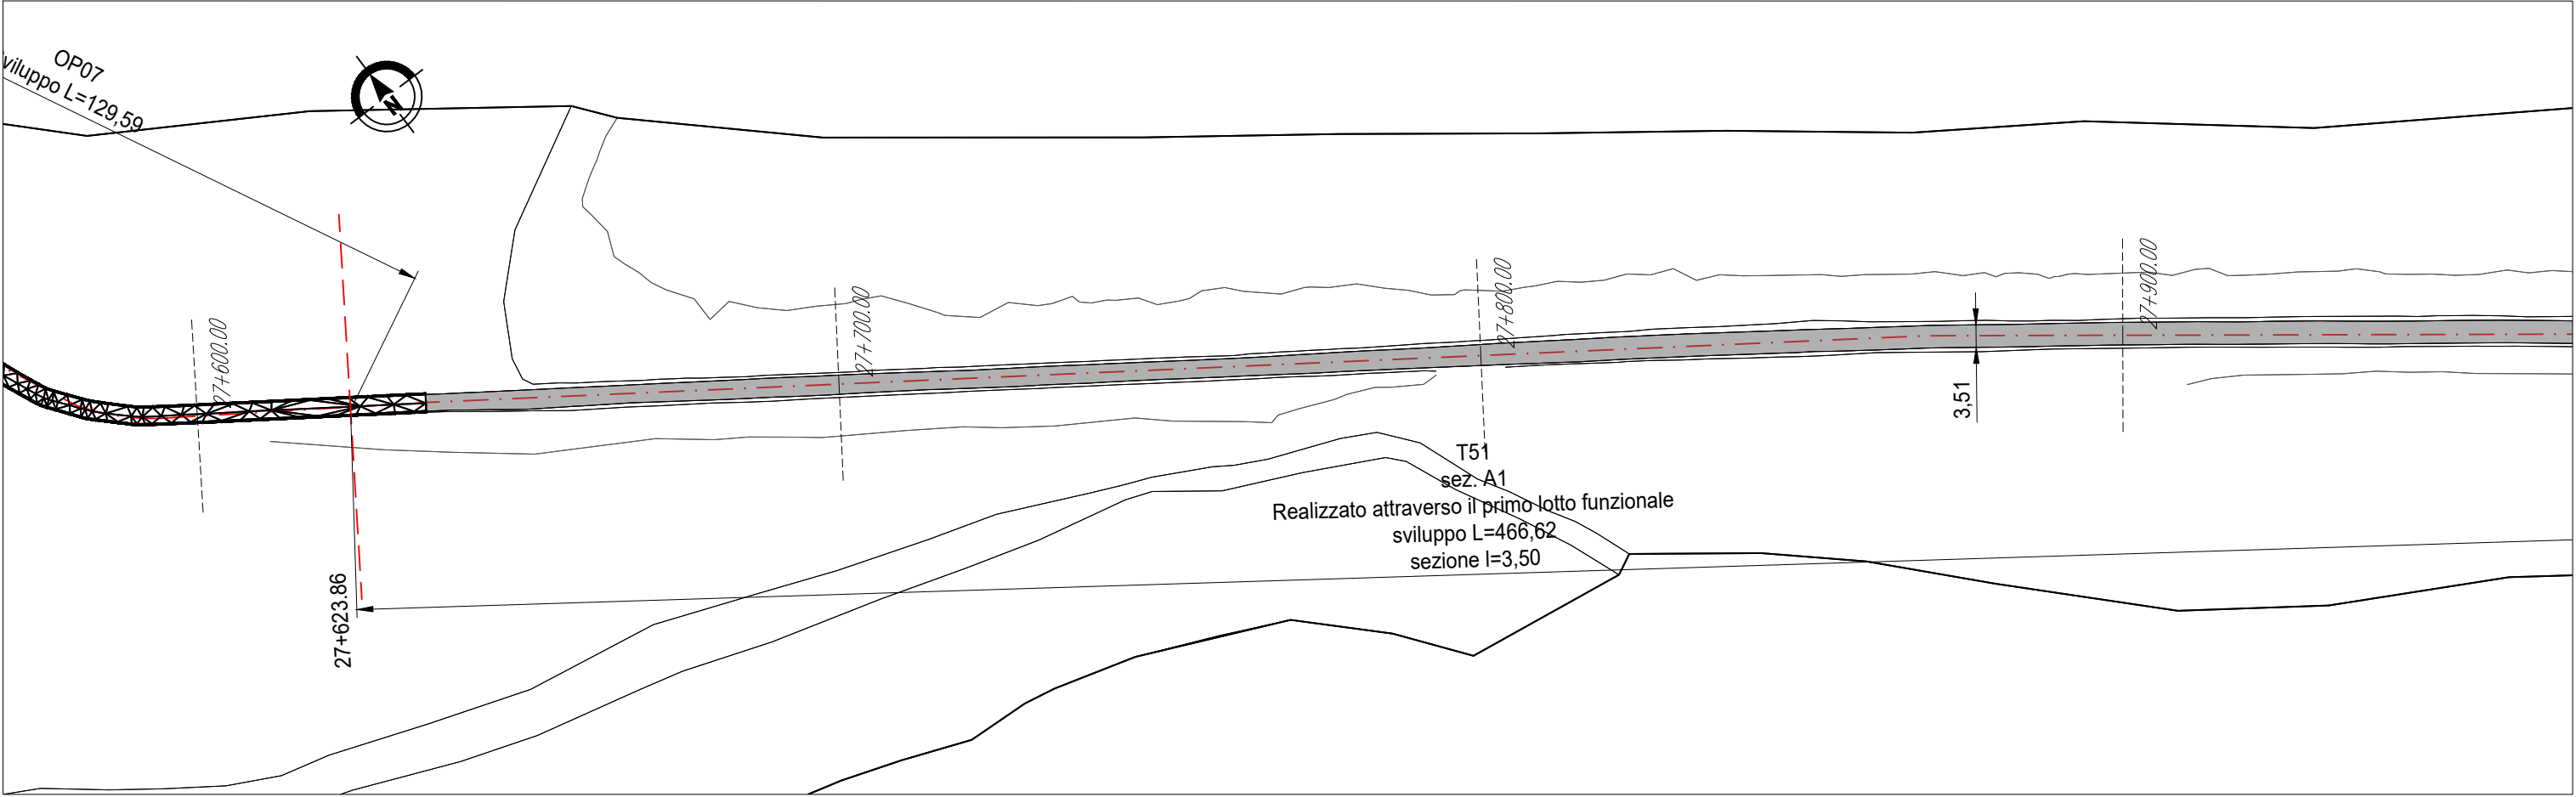 OP07
viluppo L=129,59
N
27+600.00
27+623.86
27+700.00
27+800.00
27+900.00
3,51
T51
sez. A1
Realizzato attraverso il primo lotto funzionale
sviluppo L=466,62
sezione l=3,50